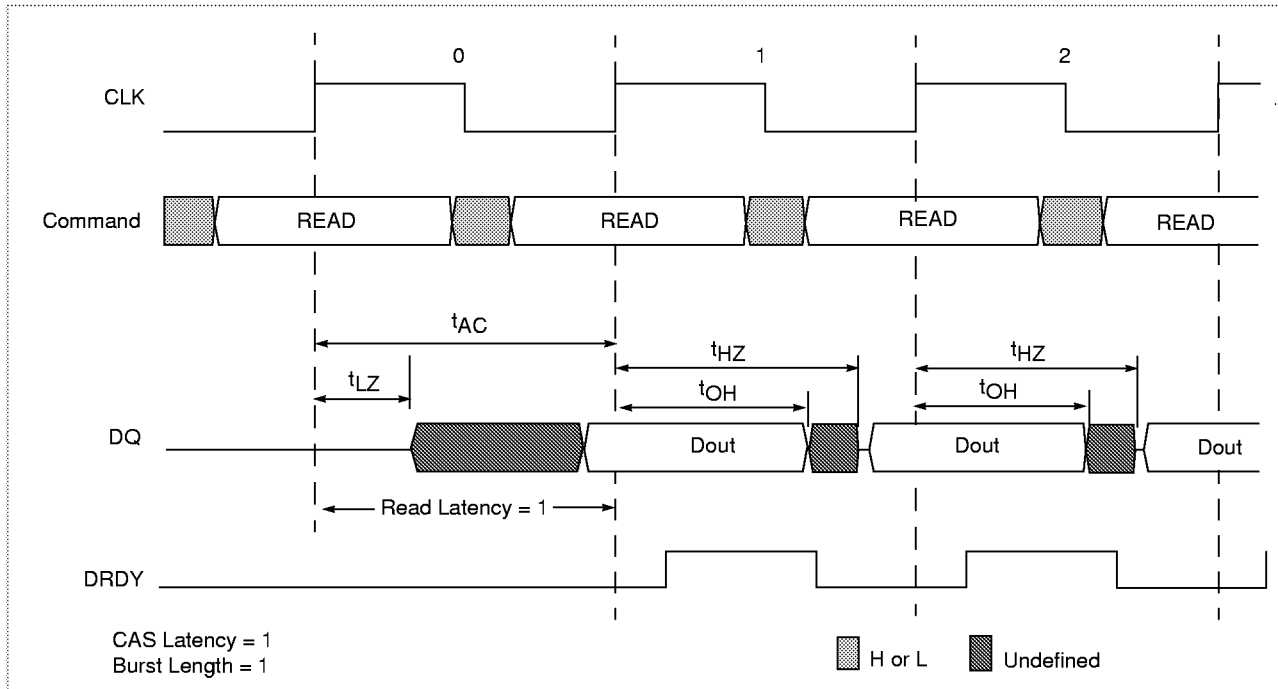 0 1 2
CLK
Command READ READ READ READ
tAC
tHZ tHZ
tLZ tOH tOH
DQ Dout Dout Dout
Read Latency = 1
DRDY
CAS Latency = 1
Burst Length = 1
H or L Undefined